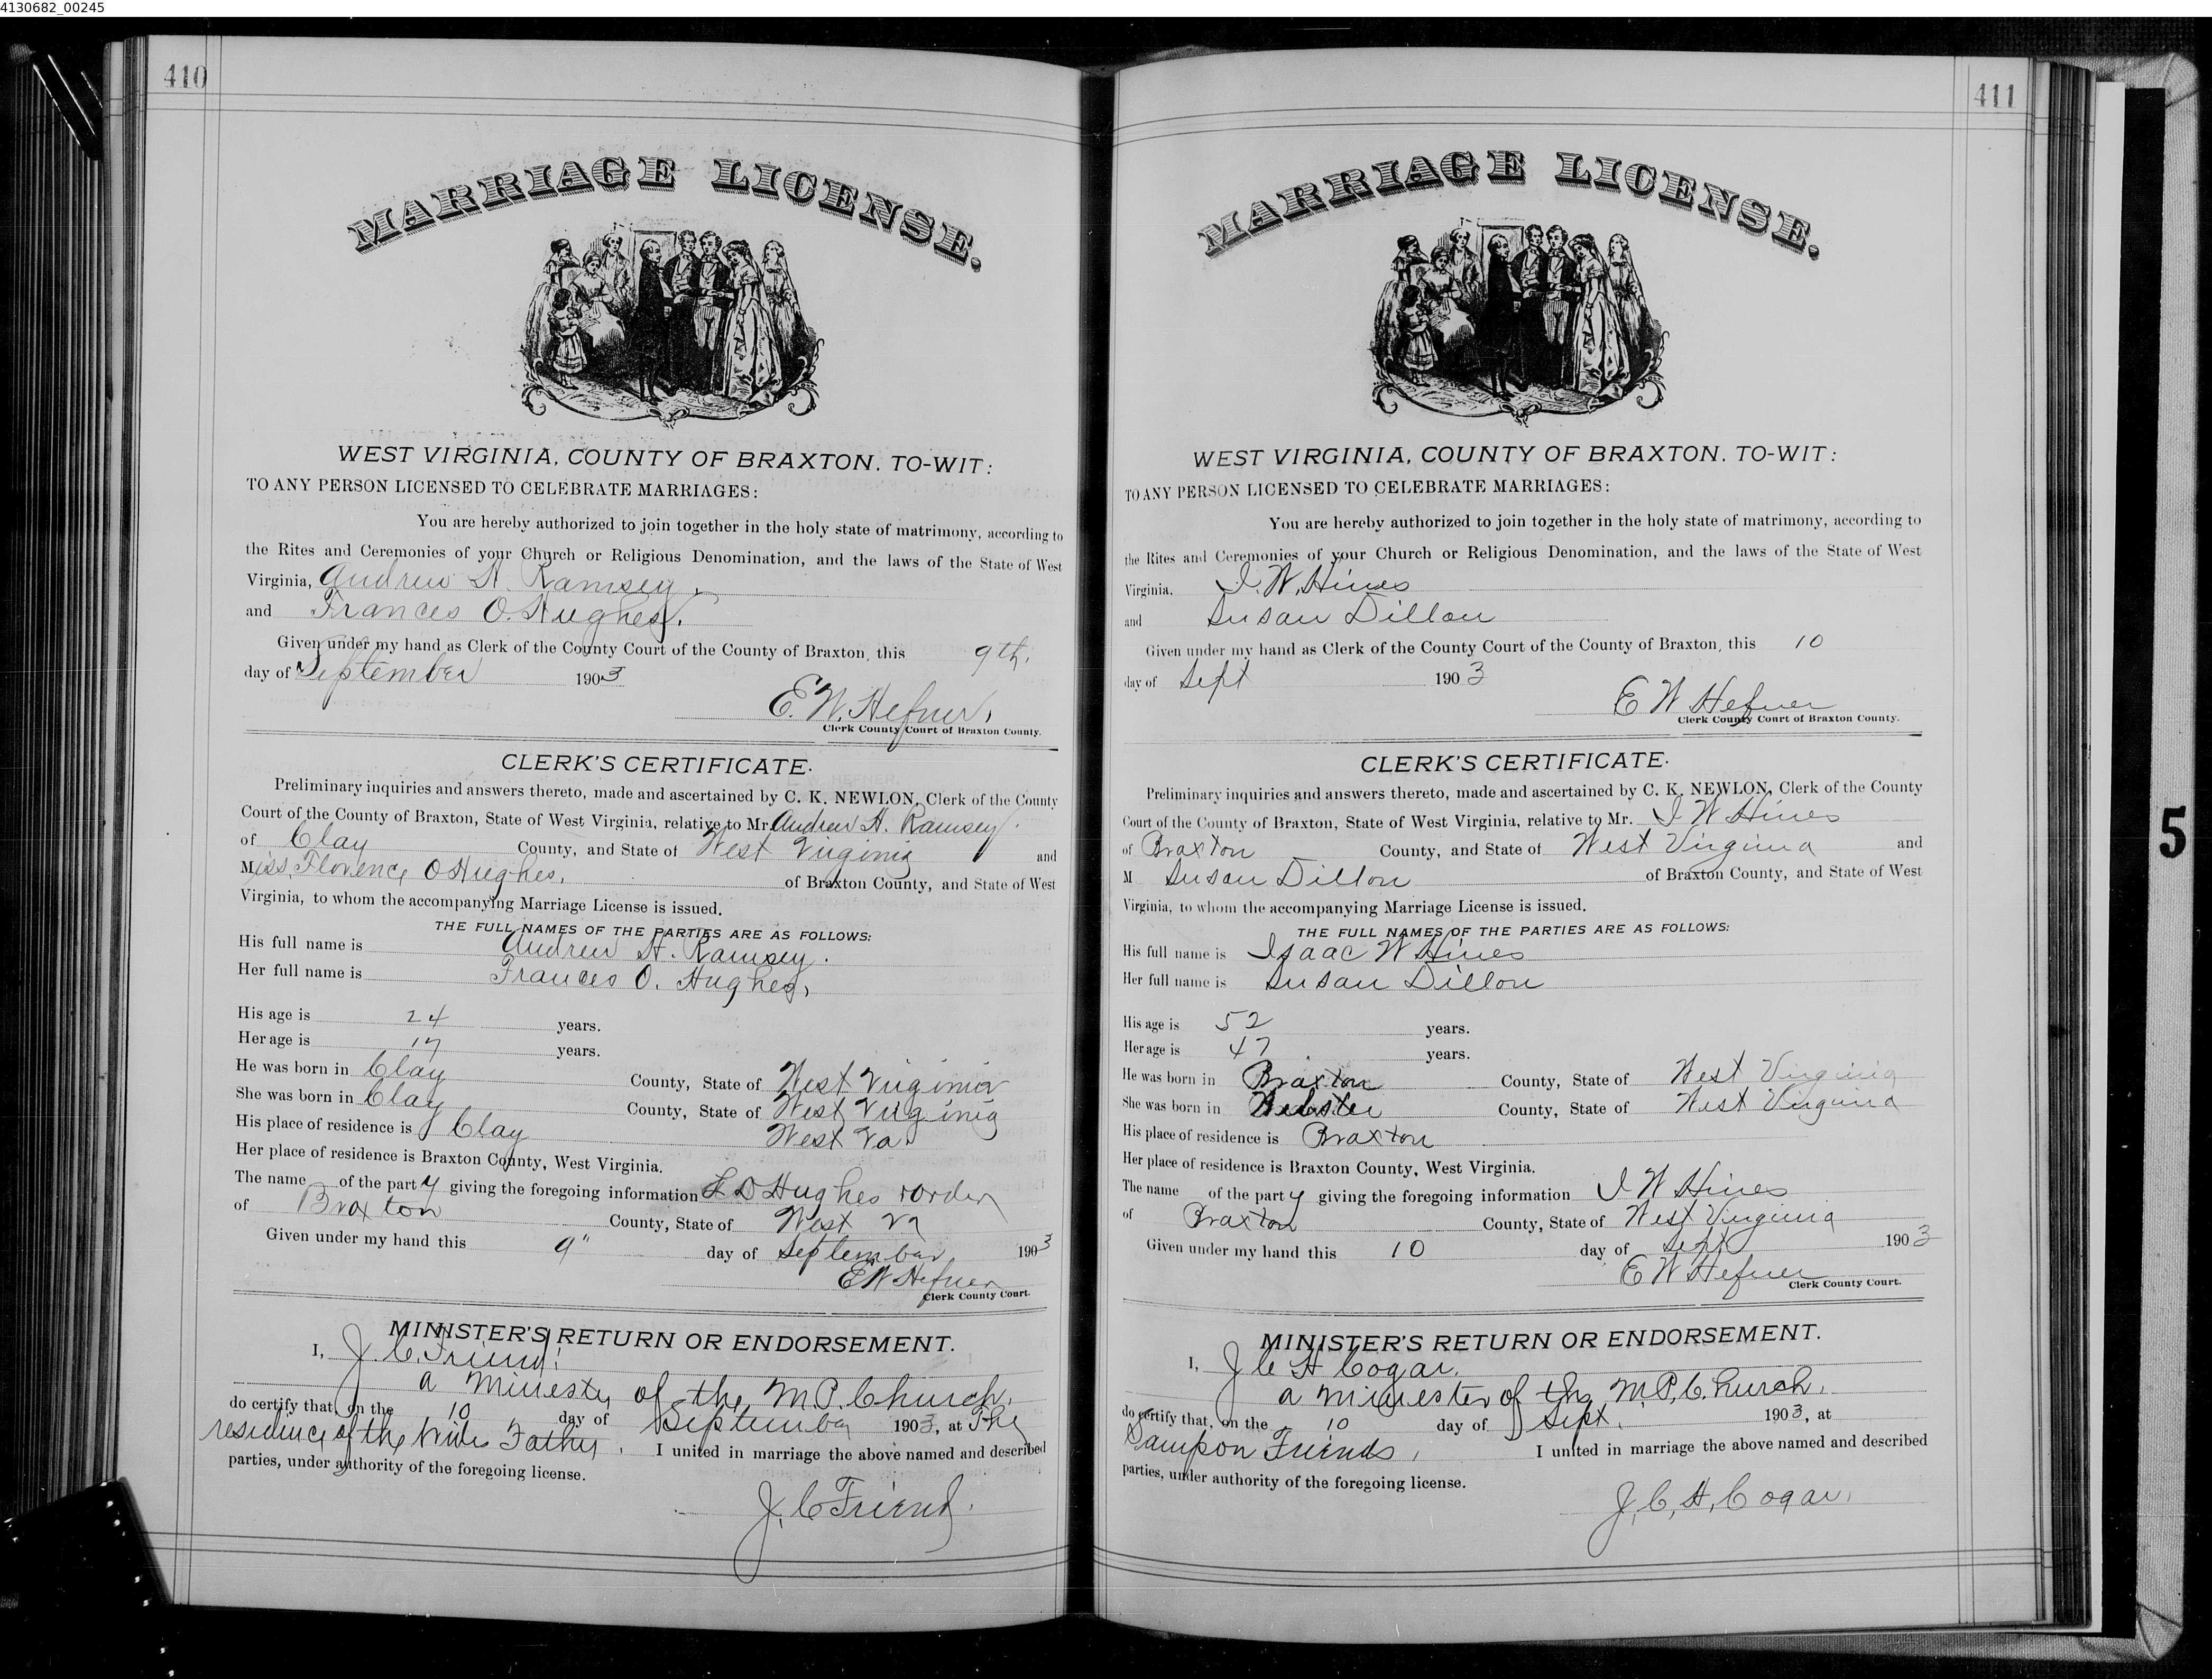 4130682_00245
410
MARRIAGE LICENSE.
WEST VIRGINIA, COUNTY OF BRAXTON, TO-WIT:
TO ANY PERSON LICENSED TO CELEBRATE MARRIAGES:
You are hereby authorized to join together in the holy state of matrimony, according to
the Rites and Ceremonies of your Church or Religious Denomination, and the laws of the State of West
Virginia, Andrew H. Ramsey.
and Frances O. Hughes.
Given under my hand as Clerk of the County Court of the County of Braxton, this 9th.
day of September 1903
E. W. Hefner,
Clerk County Court of Braxton County.
CLERK'S CERTIFICATE.
Preliminary inquiries and answers thereto, made and ascertained by C. K. NEWLON, Clerk of the County
Court of the County of Braxton, State of West Virginia, relative to Mr. Andrew H. Ramsey.
of Clay County, and State of West Virginia and
Miss. Florence O Hughes, of Braxton County, and State of West
Virginia, to whom the accompanying Marriage License is issued.
THE FULL NAMES OF THE PARTIES ARE AS FOLLOWS:
His full name is Andrew H. Ramsey.
Her full name is Frances O. Hughes,
His age is 24 years.
Her age is 17 years.
He was born in Clay County, State of West Virginia
She was born in Clay County, State of West Virginia
His place of residence is Clay West Va.
Her place of residence is Braxton County, West Virginia.
The name of the party giving the foregoing information L D Hughes + order
of Braxton County, State of West Va
Given under my hand this 9" day of September 1903
E W Hefner
Clerk County Court.
MINISTER'S RETURN OR ENDORSEMENT.
I, J. C. Friend.
a Minester of the M. P. Church.
do certify that, on the 10 day of September 1903, at The
residence of the Wifes Father. I united in marriage the above named and described
parties, under authority of the foregoing license.
J. C Friend.
411
MARRIAGE LICENSE.
WEST VIRGINIA, COUNTY OF BRAXTON, TO-WIT:
TO ANY PERSON LICENSED TO CELEBRATE MARRIAGES:
You are hereby authorized to join together in the holy state of matrimony, according to
the Rites and Ceremonies of your Church or Religious Denomination, and the laws of the State of West
Virginia, I. W. Hines
and Susan Dillon
Given under my hand as Clerk of the County Court of the County of Braxton, this 10
day of Sept 1903
E W Hefner
Clerk County Court of Braxton County.
CLERK'S CERTIFICATE.
Preliminary inquiries and answers thereto, made and ascertained by C. K. NEWLON, Clerk of the County
Court of the County of Braxton, State of West Virginia, relative to Mr. I W Hines
of Braxton County, and State of West Virginia and
M Susan Dillon of Braxton County, and State of West
Virginia, to whom the accompanying Marriage License is issued.
THE FULL NAMES OF THE PARTIES ARE AS FOLLOWS:
His full name is Isaac W Hines
Her full name is Susan Dillon
His age is 52 years.
Her age is 47 years.
He was born in Braxton County, State of West Virginia
She was born in Webster County, State of West Virginia
His place of residence is Braxton
Her place of residence is Braxton County, West Virginia.
The name of the party giving the foregoing information I W Hines
of Braxton County, State of West Virginia
Given under my hand this 10 day of Sept 1903
E W Hefner
Clerk County Court.
MINISTER'S RETURN OR ENDORSEMENT.
I, J C H Cogar.
a minester of the M. P. Church.
do certify that, on the 10 day of Sept. 1903, at
Sampson Friends, I united in marriage the above named and described
parties, under authority of the foregoing license.
J. C. H. Cogar.
5